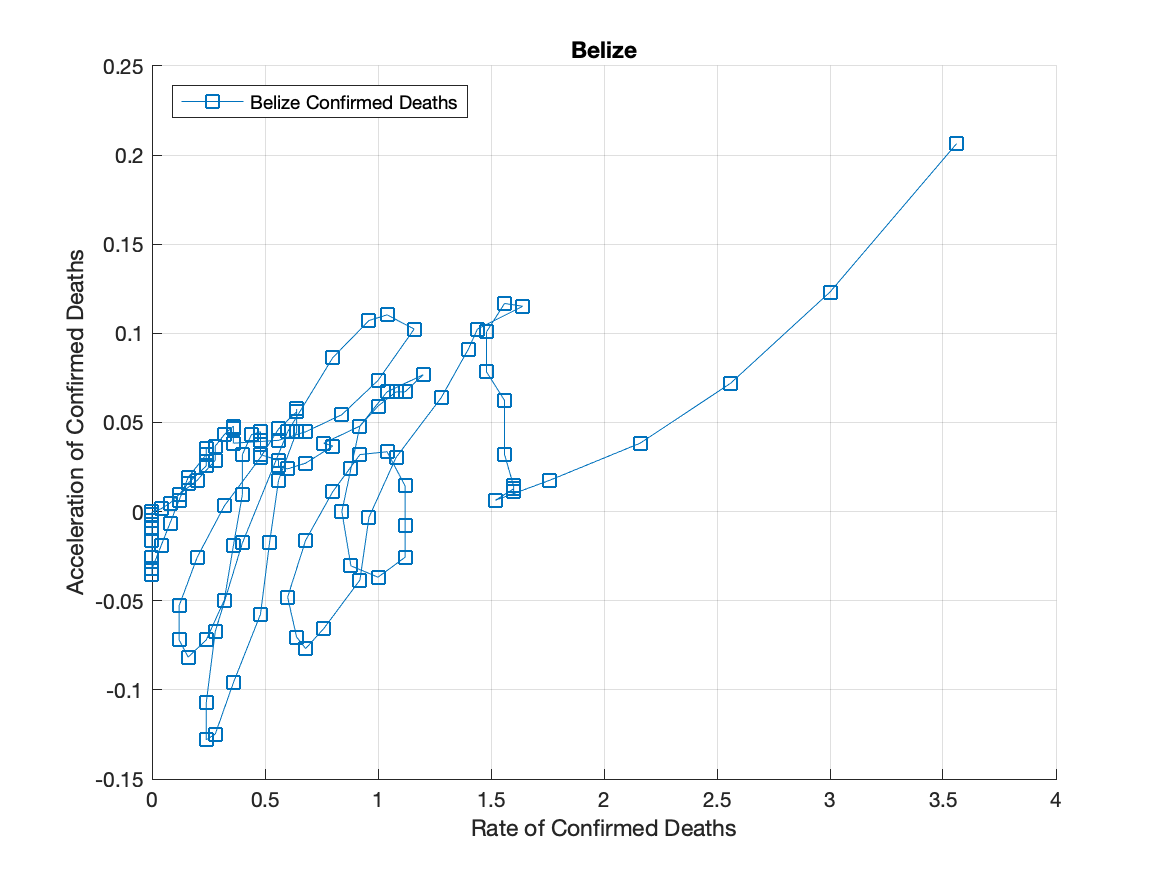 Belize
Belize Confirmed Deaths
0.25
0.2
0.15
0.1
0.05
0
-0.05
-0.1
-0.15
Acceleration of Confirmed Deaths
0 0.5 1 1.5 2 2.5 3 3.5 4
Rate of Confirmed Deaths